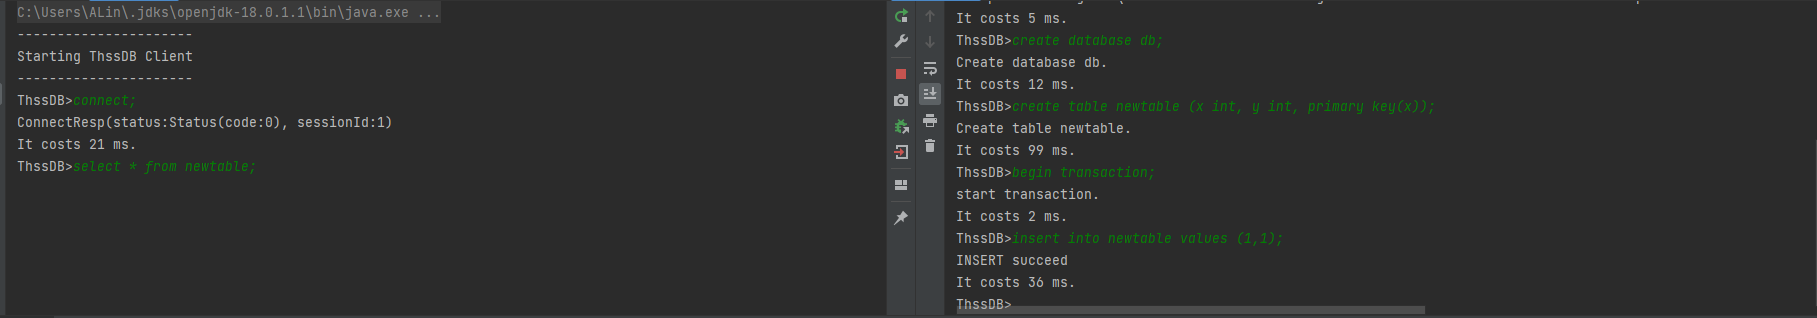 C:\Users\ALin\.jdks\openjdk-18.0.1.1\bin\java.exe ...
----------------------
Starting ThssDB Client
----------------------
ThssDB>connect;
ConnectResp(status:Status(code:0), sessionId:1)
It costs 21 ms.
ThssDB>select * from newtable;
It costs 5 ms.
ThssDB>create database db;
Create database db.
It costs 12 ms.
ThssDB>create table newtable (x int, y int, primary key(x));
Create table newtable.
It costs 99 ms.
ThssDB>begin transaction;
start transaction.
It costs 2 ms.
ThssDB>insert into newtable values (1,1);
INSERT succeed
It costs 36 ms.
ThssDB>